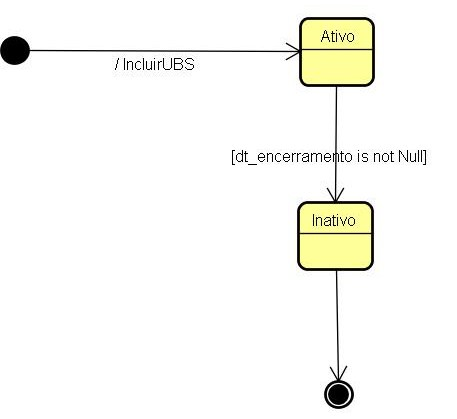 Ativo
/ IncluirUBS
[dt_encerramento is not Null]
Inativo